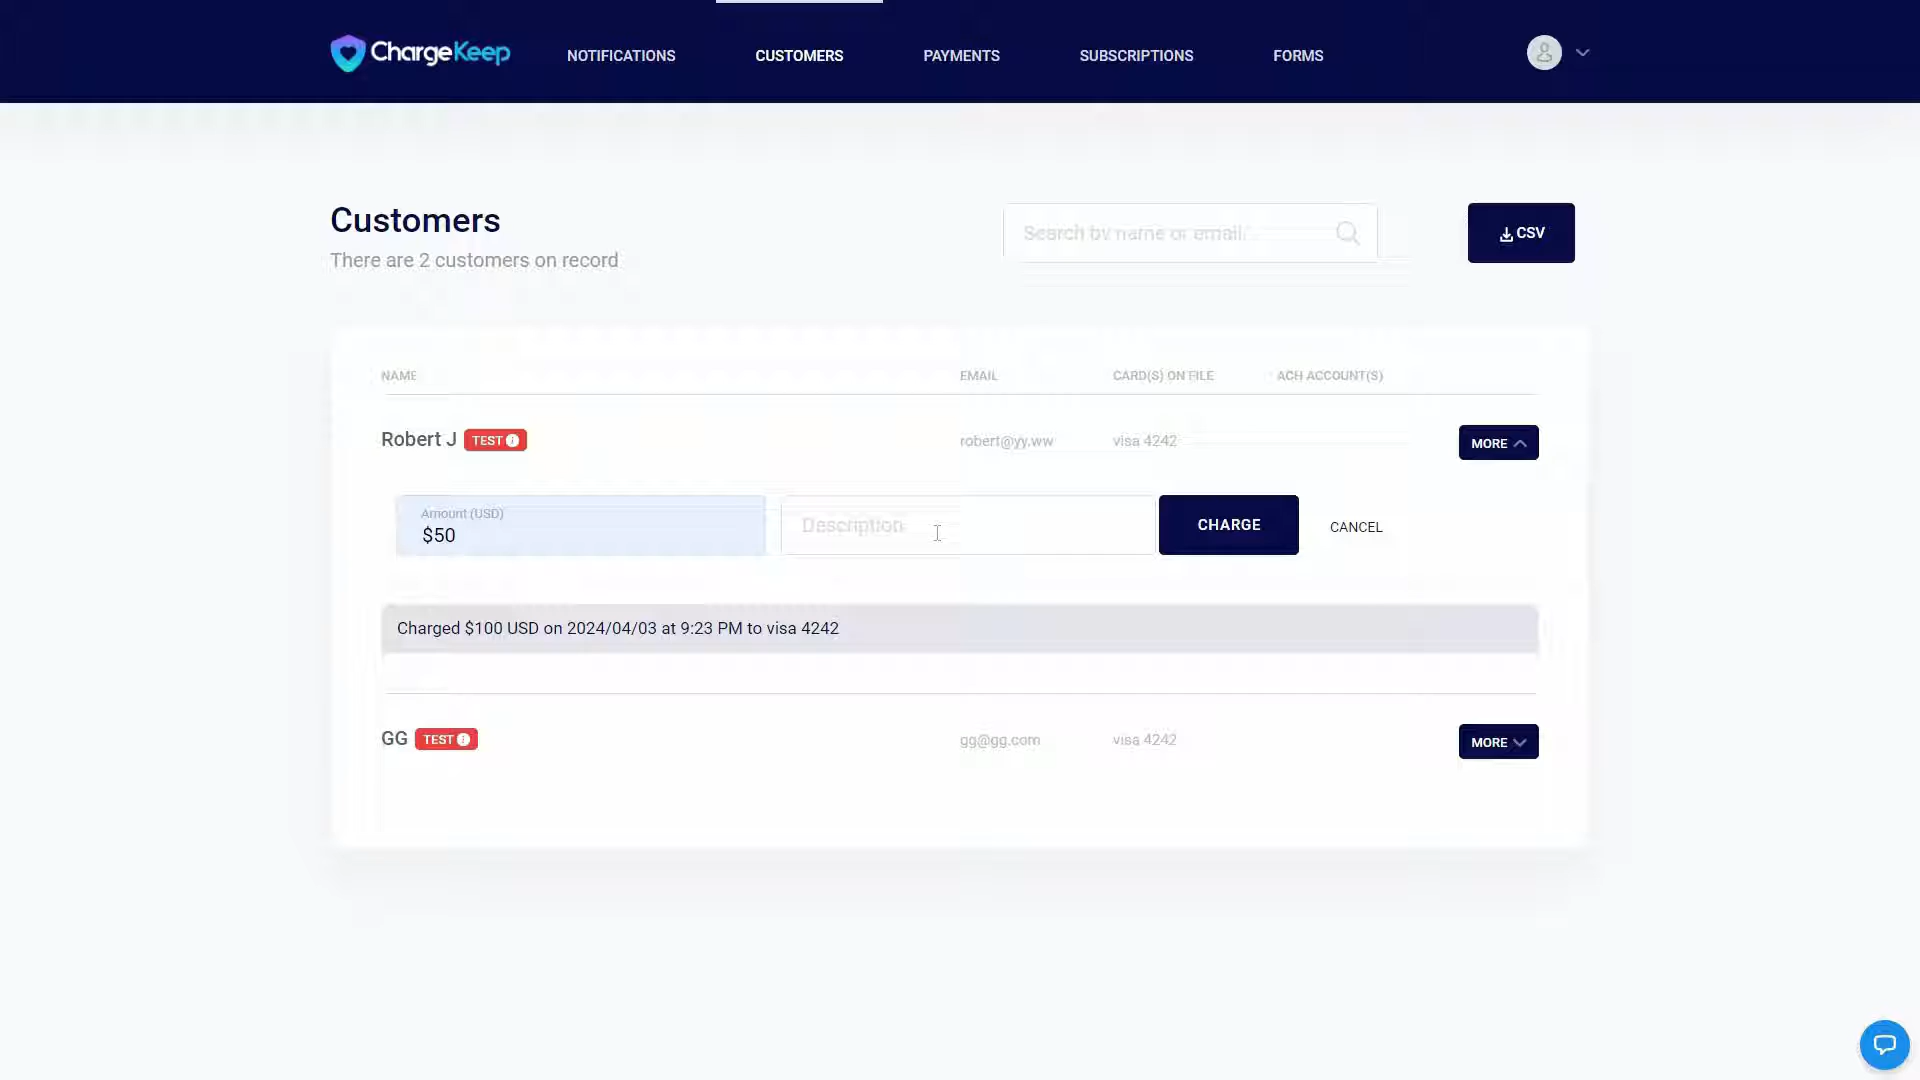 ChargeKeep NOTIFICATIONS CUSTOMERS PAYMENTS SUBSCRIPTIONS FORMS
Customers
There are 2 customers on record
Search by name or email...
CSV
NAME EMAIL CARD(S) ON FILE ACH ACCOUNT(S)
Robert J TEST robert@yy.ww visa 4242 MORE
Amount (USD)
$50
Description
CHARGE
CANCEL
Charged $100 USD on 2024/04/03 at 9:23 PM to visa 4242
GG TEST gg@gg.com visa 4242 MORE